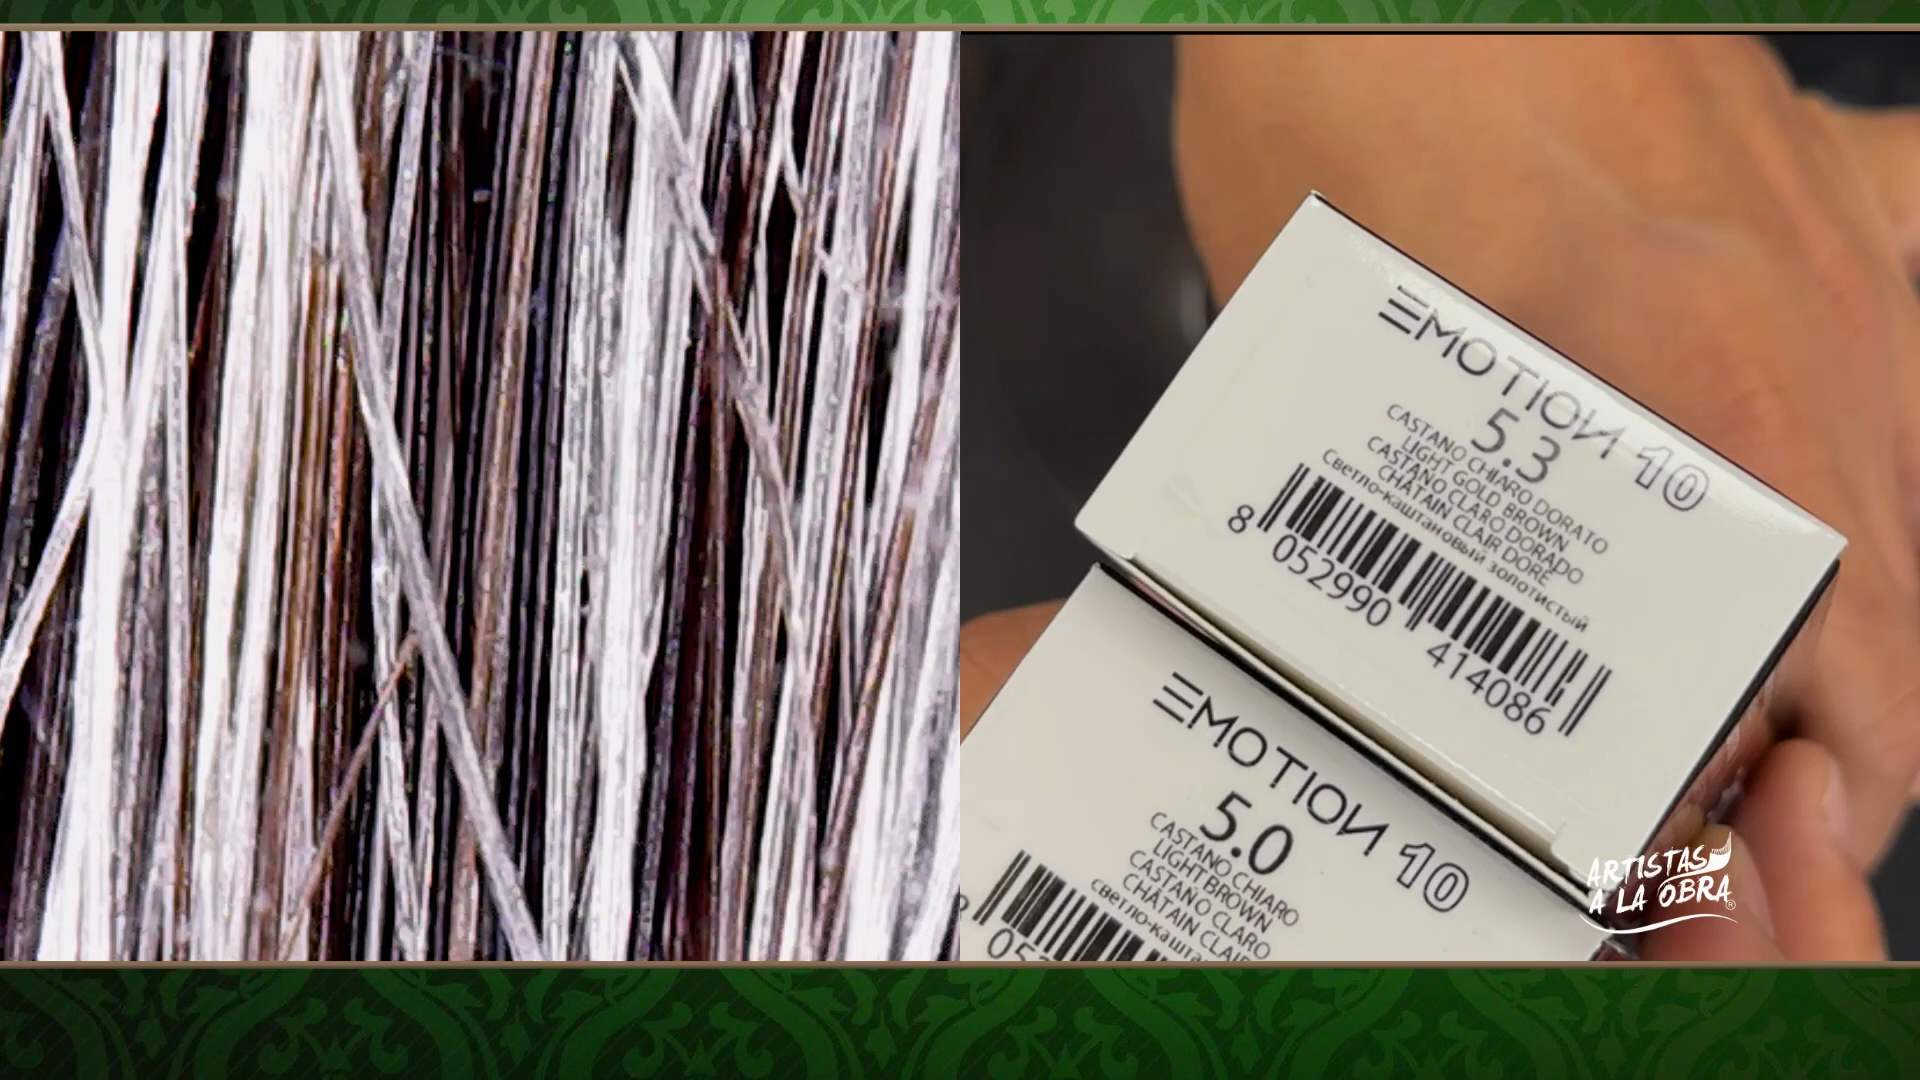 EMOTION 10
5.3
CASTANO CHIARO DORATO
LIGHT GOLD BROWN
CASTAÑO CLARO DORADO
CHÂTAIN CLAIR DORÉ
Светло-каштановый золотистый
8 052990 414086
EMOTION 10
5.0
CASTANO CHIARO
LIGHT BROWN
CASTAÑO CLARO
CHÂTAIN CLAIR
ARTISTAS
A LA OBRA®